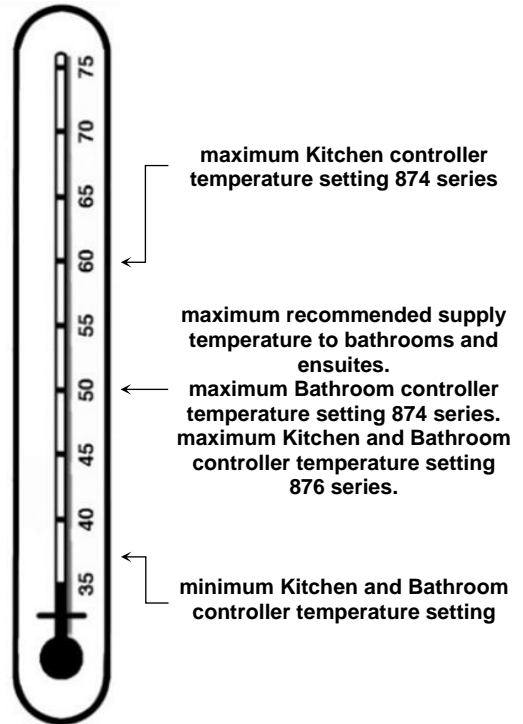 75
70
65
60
55
50
45
40
35
maximum Kitchen controller
temperature setting 874 series
maximum recommended supply
temperature to bathrooms and
ensuites.
maximum Bathroom controller
temperature setting 874 series.
maximum Kitchen and Bathroom
controller temperature setting
876 series.
minimum Kitchen and Bathroom
controller temperature setting